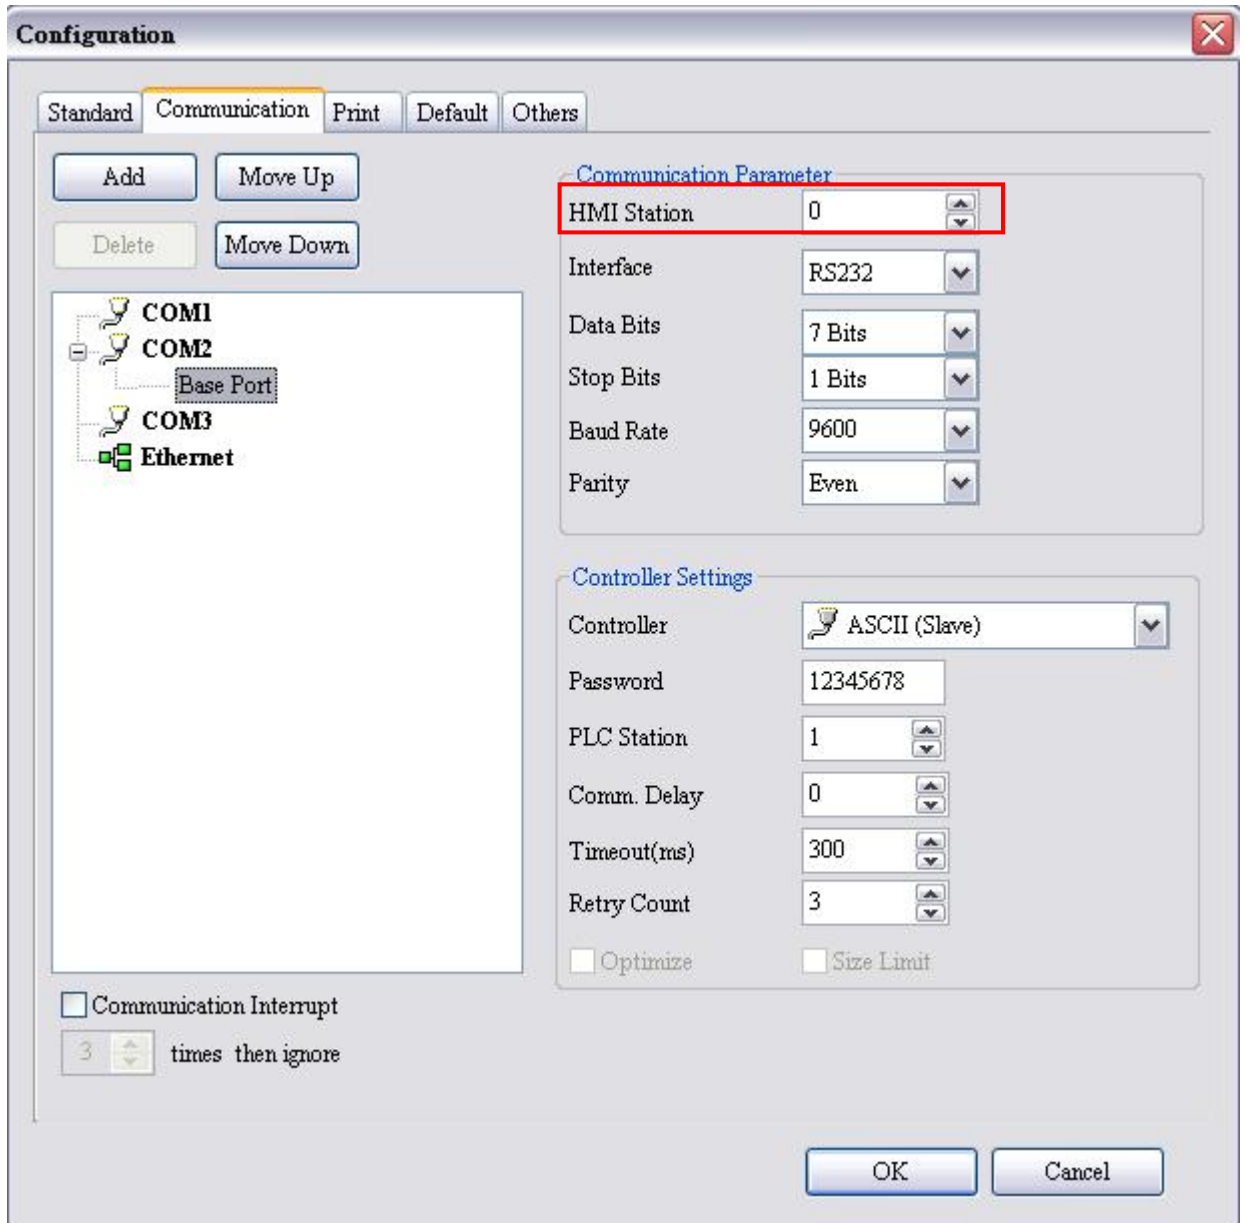 Configuration
Standard Communication Print Default Others
Add Move Up
Delete Move Down
COM1
COM2
Base Port
COM3
Ethernet
Communication Interrupt
3 times then ignore
Communication Parameter
HMI Station 0
Interface RS232
Data Bits 7 Bits
Stop Bits 1 Bits
Baud Rate 9600
Parity Even
Controller Settings
Controller ASCII (Slave)
Password 12345678
PLC Station 1
Comm. Delay 0
Timeout(ms) 300
Retry Count 3
Optimize Size Limit
OK Cancel